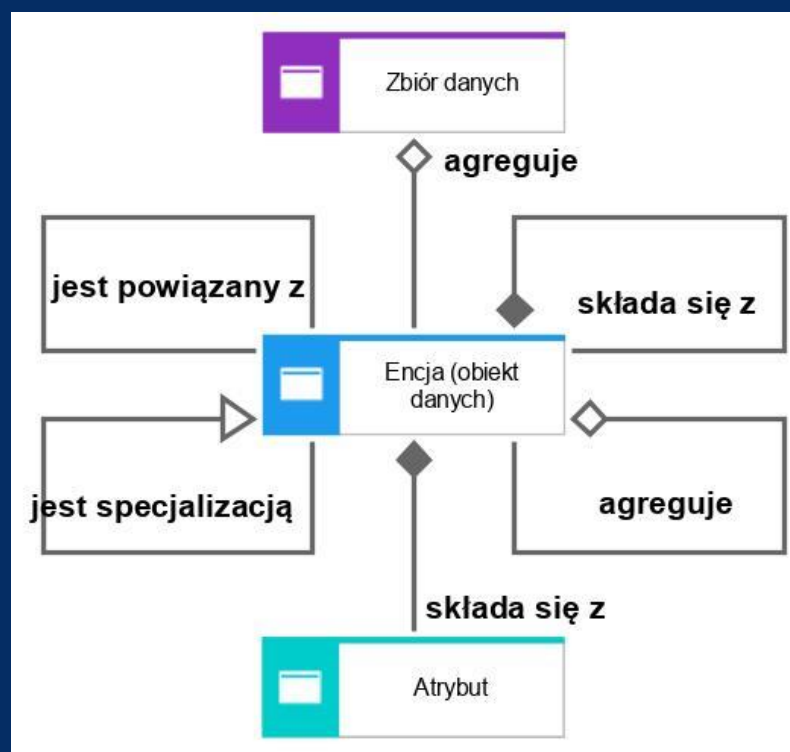 Zbiór danych
agreguje
jest powiązany z
składa się z
Encja (obiekt
danych)
jest specjalizacją
agreguje
składa się z
Atrybut